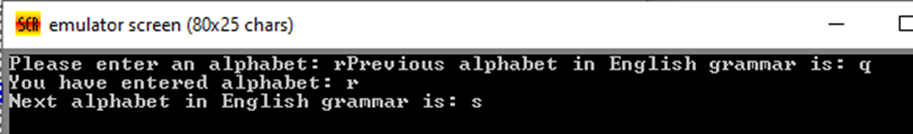 SCR emulator screen (80x25 chars)
Please enter an alphabet: rPrevious alphabet in English grammar is: q
You have entered alphabet: r
Next alphabet in English grammar is: s